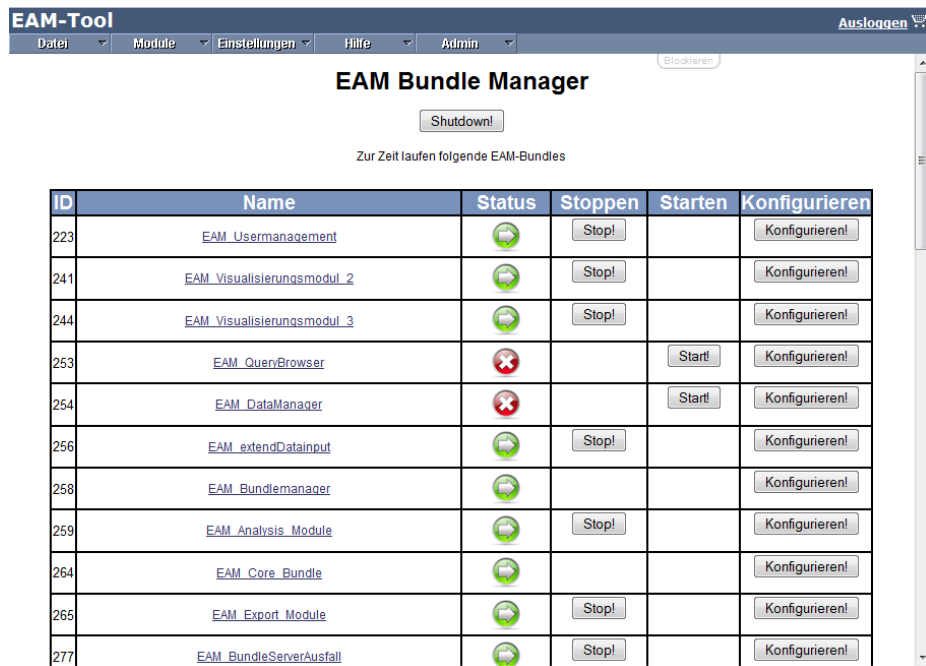 EAM-Tool
Ausloggen
Datei Module Einstellungen Hilfe Admin
Blockieren
EAM Bundle Manager
Shutdown!
Zur Zeit laufen folgende EAM-Bundles
ID Name Status Stoppen Starten Konfigurieren
223 EAM_Usermanagement Stop! Konfigurieren!
241 EAM_Visualisierungsmodul_2 Stop! Konfigurieren!
244 EAM_Visualisierungsmodul_3 Stop! Konfigurieren!
253 EAM_QueryBrowser Start! Konfigurieren!
254 EAM_DataManager Start! Konfigurieren!
256 EAM_extendDatainput Stop! Konfigurieren!
258 EAM_Bundlemanager Konfigurieren!
259 EAM_Analysis_Module Stop! Konfigurieren!
264 EAM_Core_Bundle Konfigurieren!
265 EAM_Export_Module Stop! Konfigurieren!
277 EAM_BundleServerAusfall Stop! Konfigurieren!